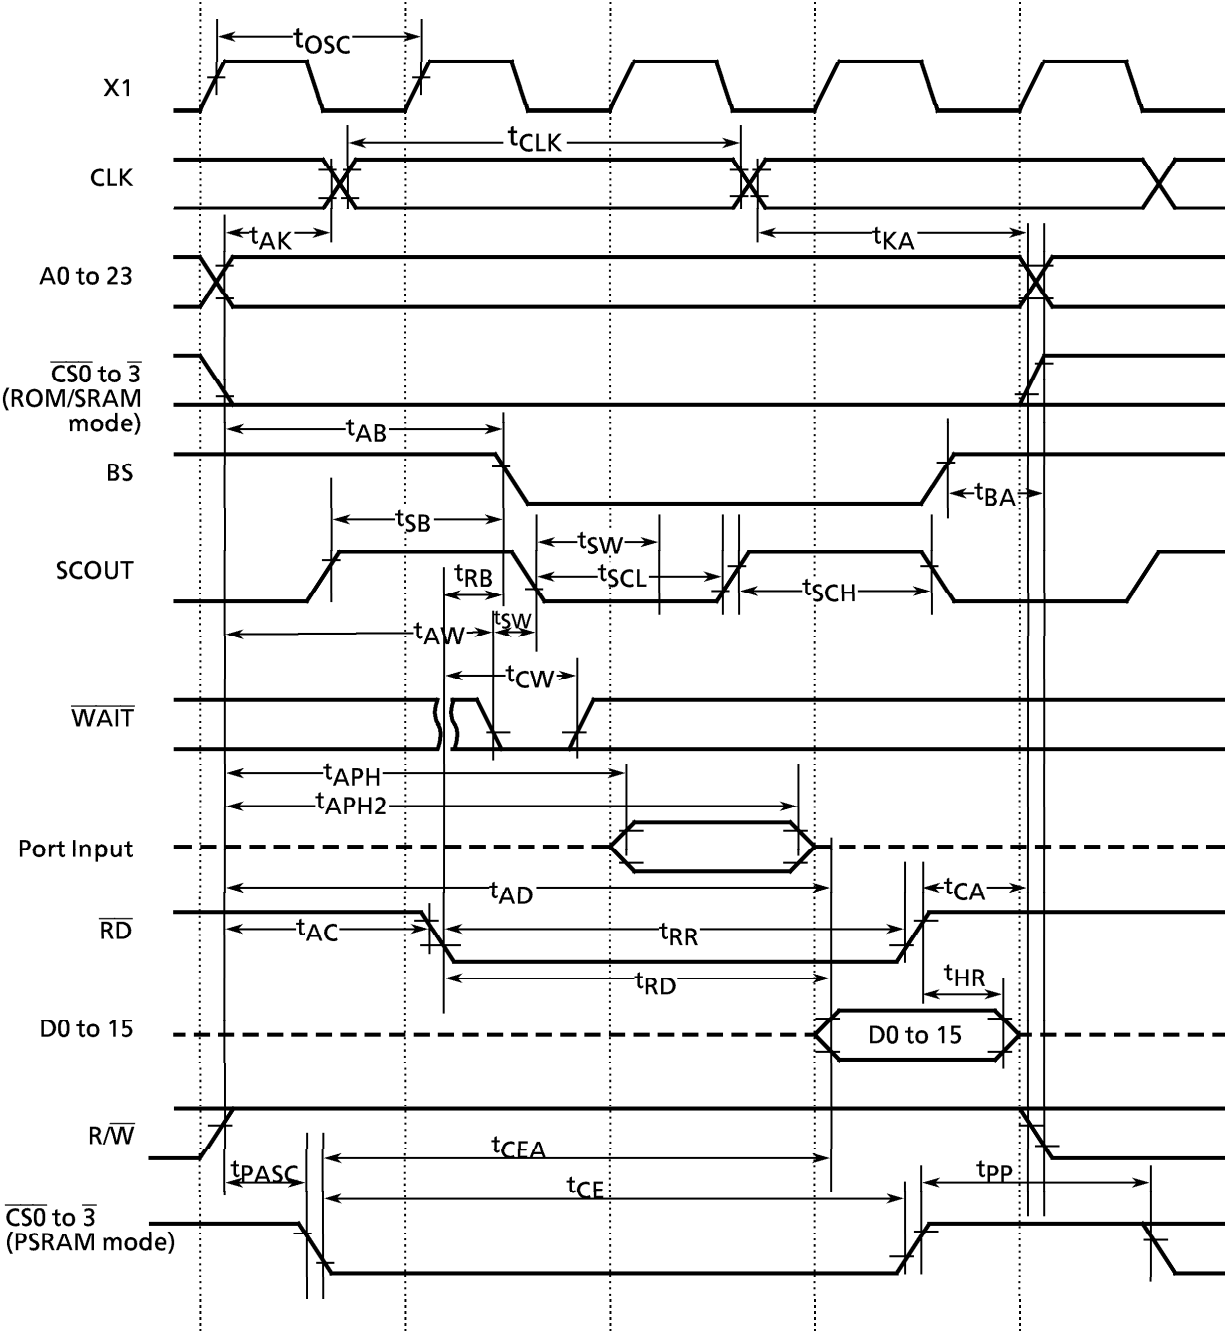 tOSC
X1
tCLK
CLK
tAK
tKA
A0 to 23
CS0 to 3
(ROM/SRAM
mode)
tAB
BS
tBA
tSB
tSW
SCOUT
tRB
tSCL
tSCH
tAW
tSW
tCW
WAIT
tAPH
tAPH2
Port Input
tAD
tCA
RD
tAC
tRR
tRD
tHR
D0 to 15
D0 to 15
R/W
tCEA
tPASC
tCE
tPP
CS0 to 3
(PSRAM mode)